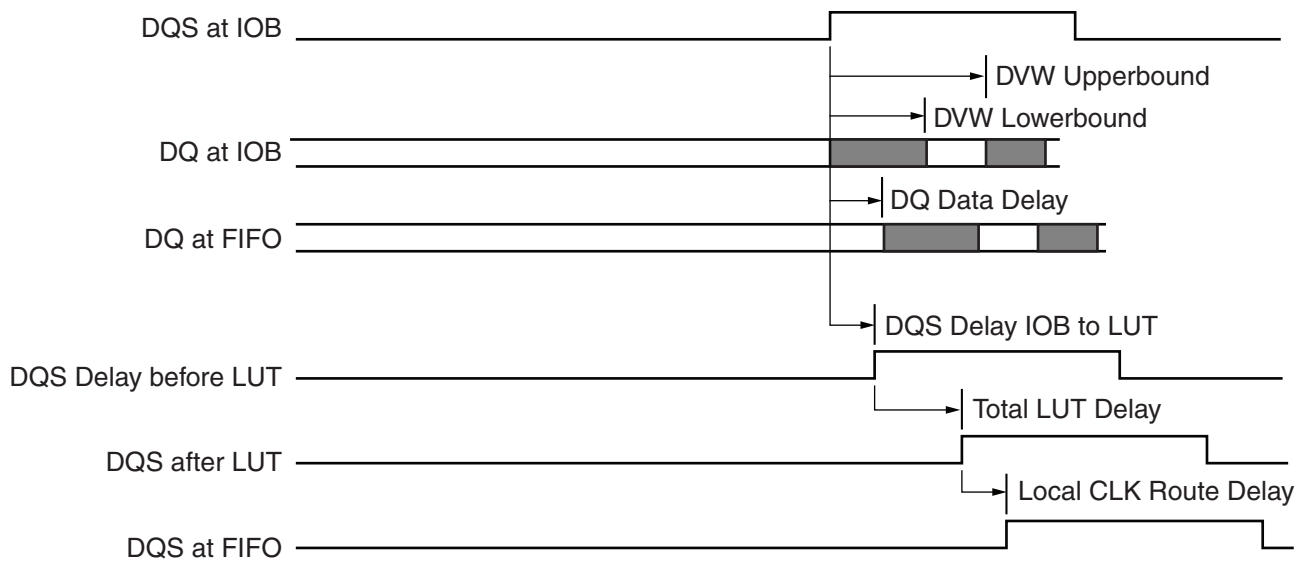 DQS at IOB
DVW Upperbound
DVW Lowerbound
DQ at IOB
DQ Data Delay
DQ at FIFO
DQS Delay IOB to LUT
DQS Delay before LUT
Total LUT Delay
DQS after LUT
Local CLK Route Delay
DQS at FIFO